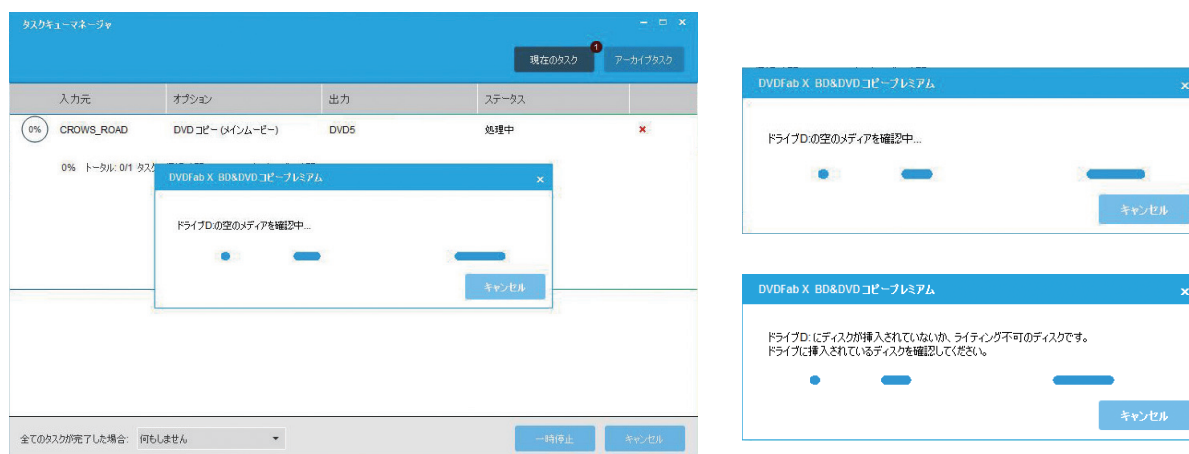 タスクキューマネージャ
現在のタスク
1
アーカイブタスク
入力元
オプション
出力
ステータス
0%
CROWS_ROAD
DVD コピー (メインムービー)
DVD5
処理中
0% トータル: 0/1 タスク
DVDFab X BD&DVD コピープレミアム
ドライブD:の空のメディアを確認中...
キャンセル
全てのタスクが完了した場合:
何もしません
一時停止
キャンセル
DVDFab X BD&DVD コピープレミアム
ドライブD:の空のメディアを確認中...
キャンセル
DVDFab X BD&DVD コピープレミアム
ドライブD: にディスクが挿入されていないか、ライティング不可のディスクです。
ドライブに挿入されているディスクを確認してください。
キャンセル